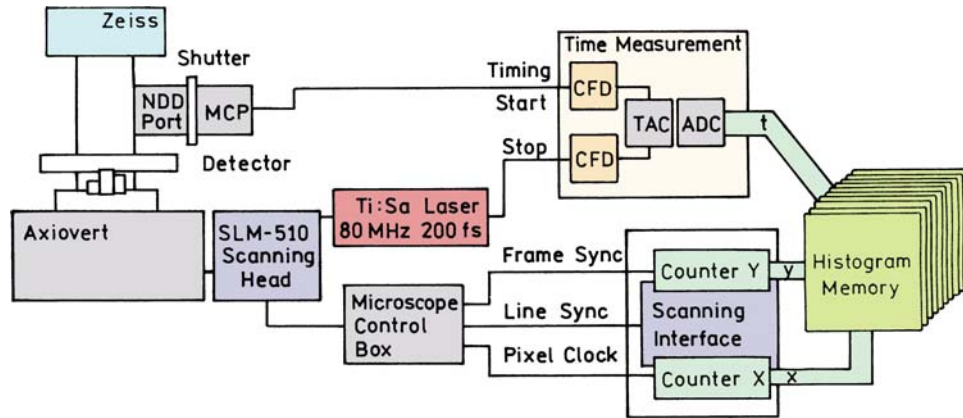 Zeiss
Shutter
NDD
Port
MCP
Detector
Axiovert
SLM-510
Scanning
Head
Ti:Sa Laser
80 MHz 200 fs
Timing
Start
Stop
Time Measurement
CFD
CFD
TAC
ADC
t
Microscope
Control
Box
Frame Sync
Line Sync
Pixel Clock
Counter Y
y
Scanning
Interface
Counter X
x
Histogram
Memory